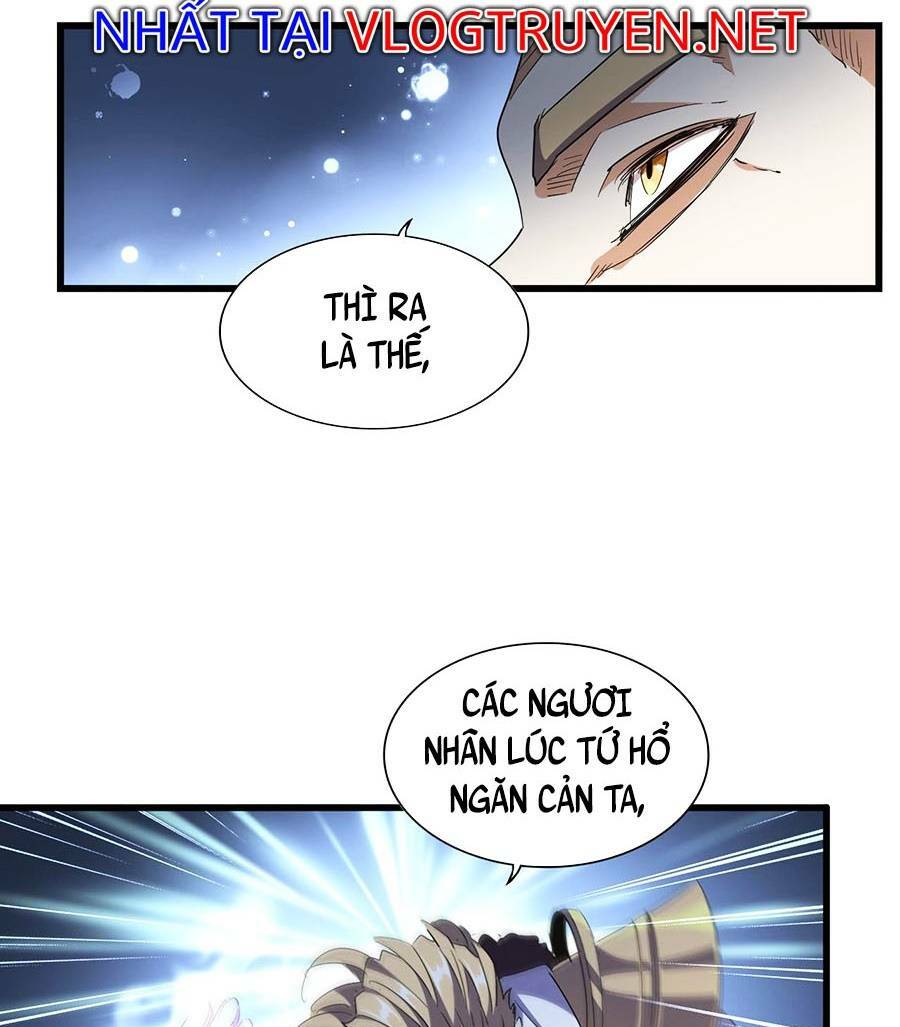 NHẤT TẠI VLOGTRUYEN.NET
THÌ RA
LÀ THẾ,
CÁC NGƯƠI
NHÂN LÚC TỨ HỔ
NGĂN CẢN TA,